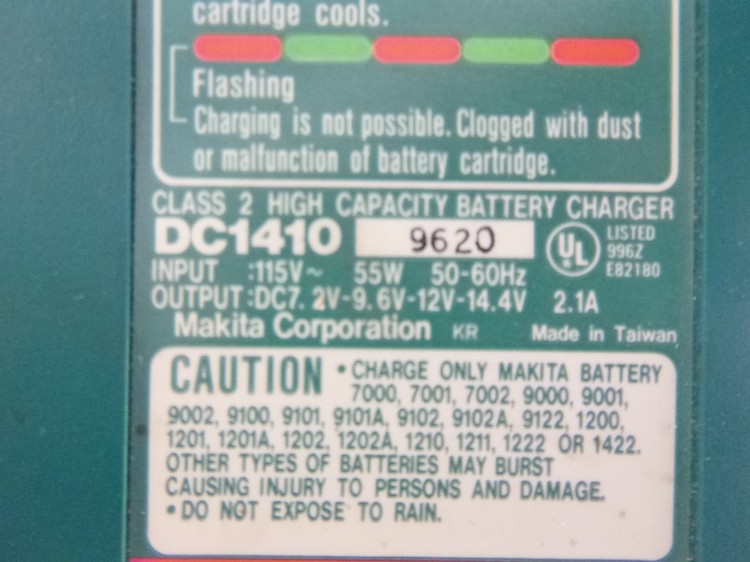 cartridge cools.
Flashing
Charging is not possible. Clogged with dust
or malfunction of battery cartridge.
CLASS 2 HIGH CAPACITY BATTERY CHARGER
DC1410 9620 UL LISTED
996Z
E82180
INPUT :115V~ 55W 50-60Hz
OUTPUT:DC7.2V-9.6V-12V-14.4V 2.1A
Makita Corporation KR Made in Taiwan
CAUTION • CHARGE ONLY MAKITA BATTERY
7000, 7001, 7002, 9000, 9001,
9002, 9100, 9101, 9101A, 9102, 9102A, 9122, 1200,
1201, 1201A, 1202, 1202A, 1210, 1211, 1222 OR 1422.
OTHER TYPES OF BATTERIES MAY BURST
CAUSING INJURY TO PERSONS AND DAMAGE.
• DO NOT EXPOSE TO RAIN.